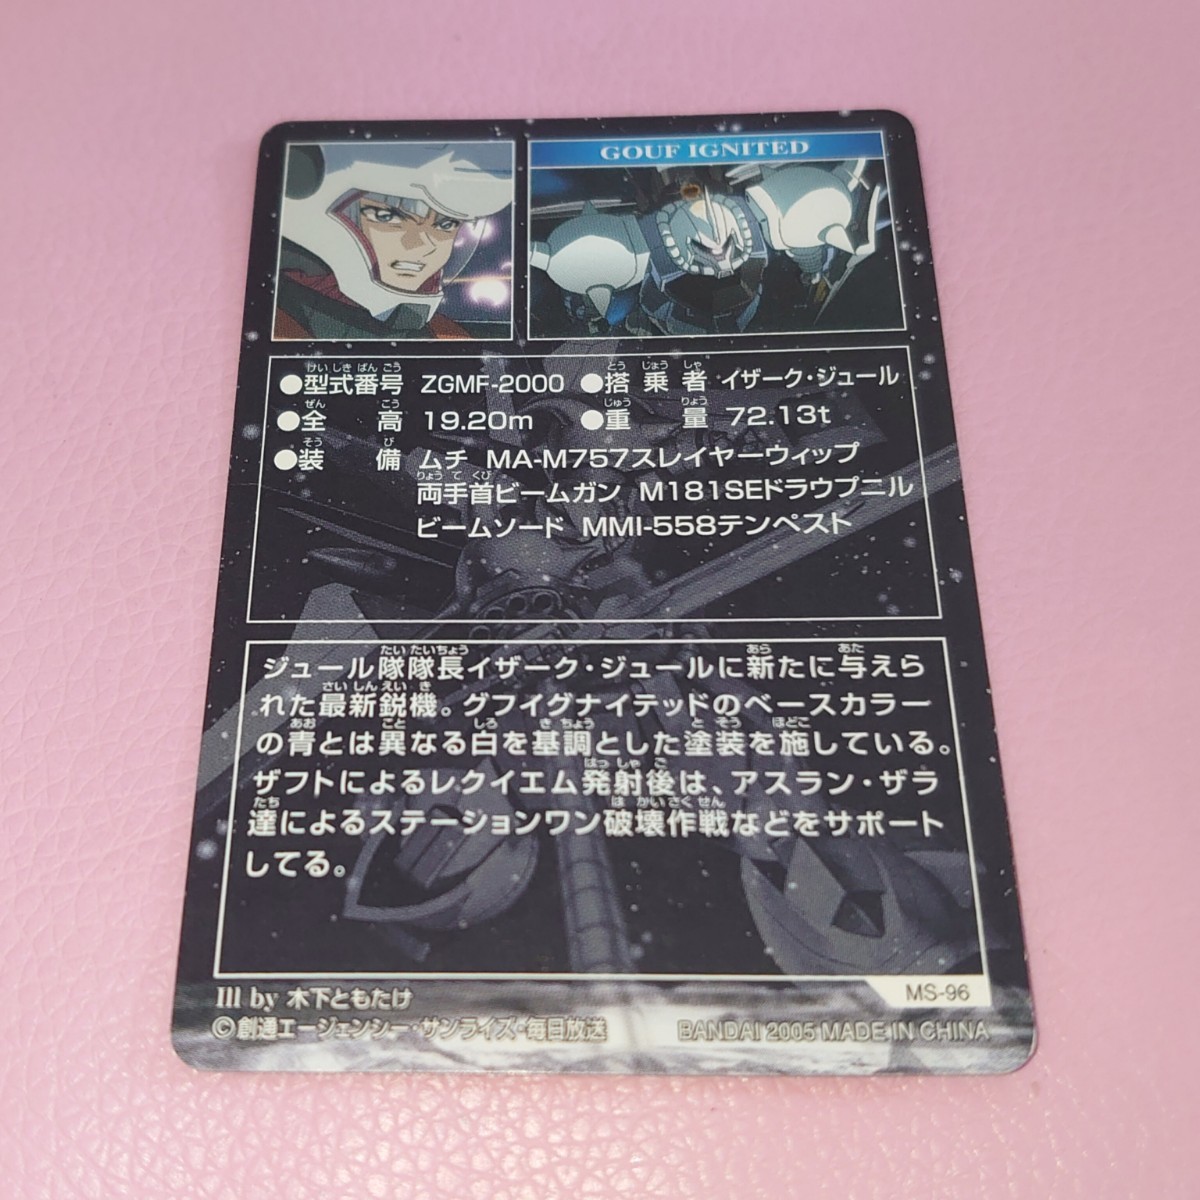 GOUF IGNITED
●型式番号 ZGMF-2000 ●搭乗者 イザーク・ジュール
●全高 19.20m ●重量 72.13t
●装備 ムチ MA-M757スレイヤーウィップ
両手首ビームガン M181SEドラウプニル
ビームソード MMI-558テンペスト
ジュール隊隊長イザーク・ジュールに新たに与えら
れた最新鋭機。グフイグナイテッドのベースカラー
の青とは異なる白を基調とした塗装を施している。
ザフトによるレクイエム発射後は、アスラン・ザラ
達によるステーションワン破壊作戦などをサポート
してる。
MS-96
Ill by 木下ともたけ
©創通エージェンシー・サンライズ・毎日放送 BANDAI 2005 MADE IN CHINA